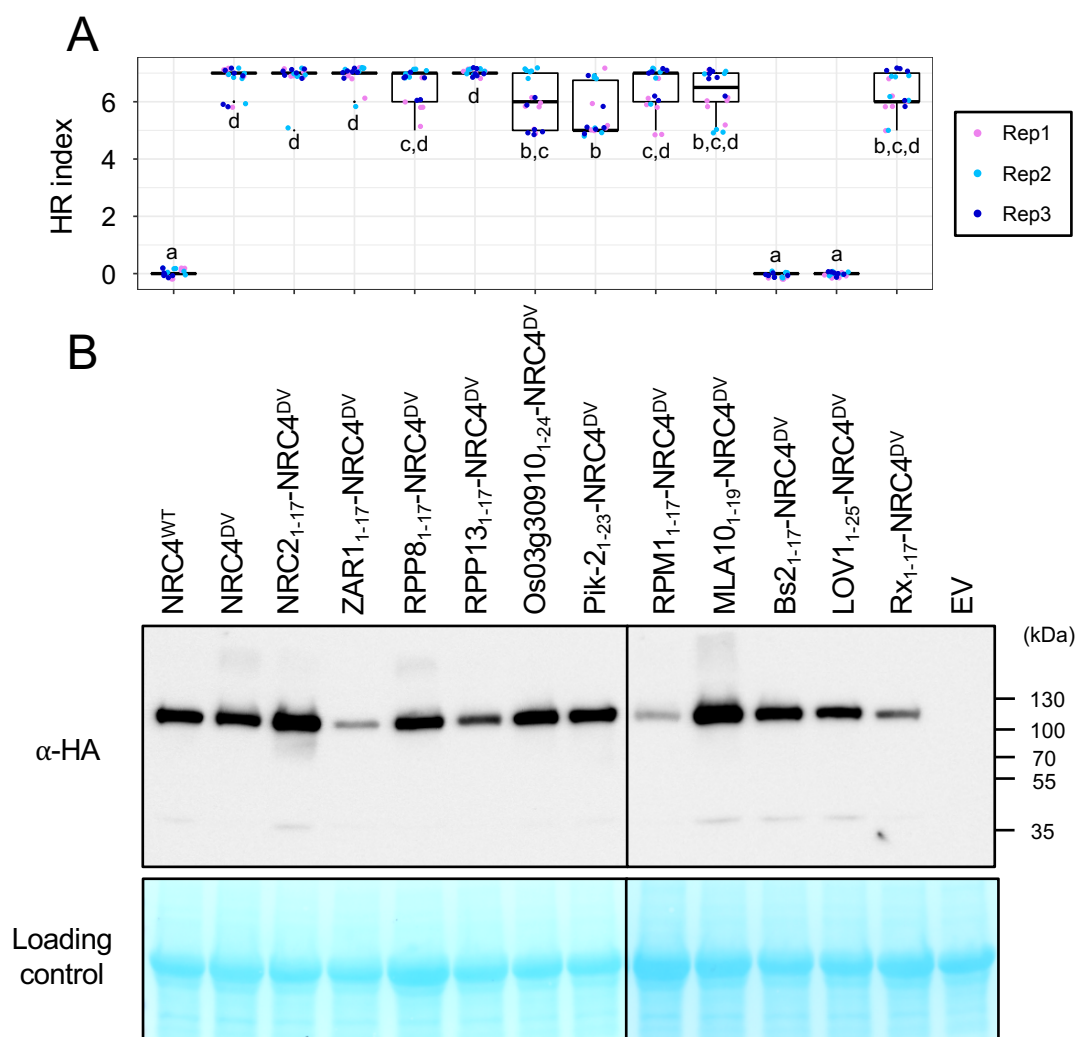 A
HR index
6
4
2
0
a
d
d
d
c,d
d
b,c
b
c,d
b,c,d
a
a
b,c,d
Rep1
Rep2
Rep3
B
NRC4WT
NRC4DV
NRC21-17-NRC4DV
ZAR11-17-NRC4DV
RPP81-17-NRC4DV
RPP131-17-NRC4DV
Os03g309101-24-NRC4DV
Pik-21-23-NRC4DV
RPM11-17-NRC4DV
MLA101-19-NRC4DV
Bs21-17-NRC4DV
LOV11-25-NRC4DV
Rx1-17-NRC4DV
EV
(kDa)
130
100
70
55
35
α-HA
Loading
control